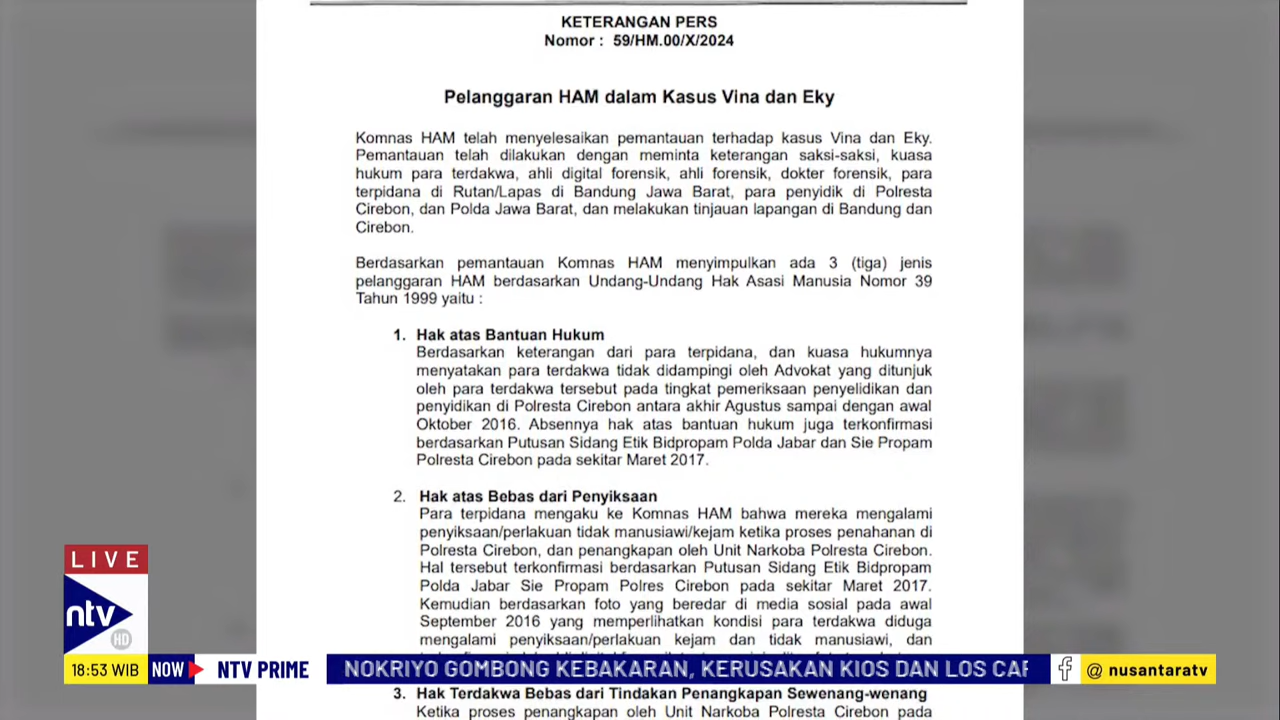 KETERANGAN PERS
Nomor : 59/HM.00/X/2024
Pelanggaran HAM dalam Kasus Vina dan Eky
Komnas HAM telah menyelesaikan pemantauan terhadap kasus Vina dan Eky.
Pemantauan telah dilakukan dengan meminta keterangan saksi-saksi, kuasa
hukum para terdakwa, ahli digital forensik, ahli forensik, dokter forensik, para
terpidana di Rutan/Lapas di Bandung Jawa Barat, para penyidik di Polresta
Cirebon, dan Polda Jawa Barat, dan melakukan tinjauan lapangan di Bandung dan
Cirebon.
Berdasarkan pemantauan Komnas HAM menyimpulkan ada 3 (tiga) jenis
pelanggaran HAM berdasarkan Undang-Undang Hak Asasi Manusia Nomor 39
Tahun 1999 yaitu :
1. Hak atas Bantuan Hukum
Berdasarkan keterangan dari para terpidana, dan kuasa hukumnya
menyatakan para terdakwa tidak didampingi oleh Advokat yang ditunjuk
oleh para terdakwa tersebut pada tingkat pemeriksaan penyelidikan dan
penyidikan di Polresta Cirebon antara akhir Agustus sampai dengan awal
Oktober 2016. Absennya hak atas bantuan hukum juga terkonfirmasi
berdasarkan Putusan Sidang Etik Bidpropam Polda Jabar dan Sie Propam
Polresta Cirebon pada sekitar Maret 2017.
2. Hak atas Bebas dari Penyiksaan
Para terpidana mengaku ke Komnas HAM bahwa mereka mengalami
penyiksaan/perlakuan tidak manusiawi/kejam ketika proses penahanan di
Polresta Cirebon, dan penangkapan oleh Unit Narkoba Polresta Cirebon.
Hal tersebut terkonfirmasi berdasarkan Putusan Sidang Etik Bidpropam
Polda Jabar Sie Propam Polres Cirebon pada sekitar Maret 2017.
Kemudian berdasarkan foto yang beredar di media sosial pada awal
September 2016 yang memperlihatkan kondisi para terdakwa diduga
mengalami penyiksaan/perlakuan kejam dan tidak manusiawi, dan
3. Hak Terdakwa Bebas dari Tindakan Penangkapan Sewenang-wenang
Ketika proses penangkapan oleh Unit Narkoba Polresta Cirebon pada
LIVE
ntv
HD
18:53 WIB NOW NTV PRIME NOKRIYO GOMBONG KEBAKARAN, KERUSAKAN KIOS DAN LOS CAP @ nusantaratv